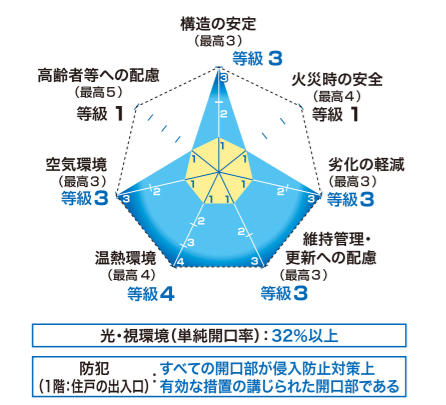 構造の安定
(最高3)
等級 3
高齢者等への配慮
(最高5)
等級 1
火災時の安全
(最高4)
等級 1
空気環境
(最高3)
等級3
劣化の軽減
(最高3)
等級3
温熱環境
(最高4)
等級4
維持管理・
更新への配慮
(最高3)
等級3
3
2
1
1
1
3
2
1
1
2
3
1
1
2
3
4
2
3
光・視環境(単純開口率):32%以上
防犯
(1階:住戸の出入口)
:
すべての開口部が侵入防止対策上
有効な措置の講じられた開口部である